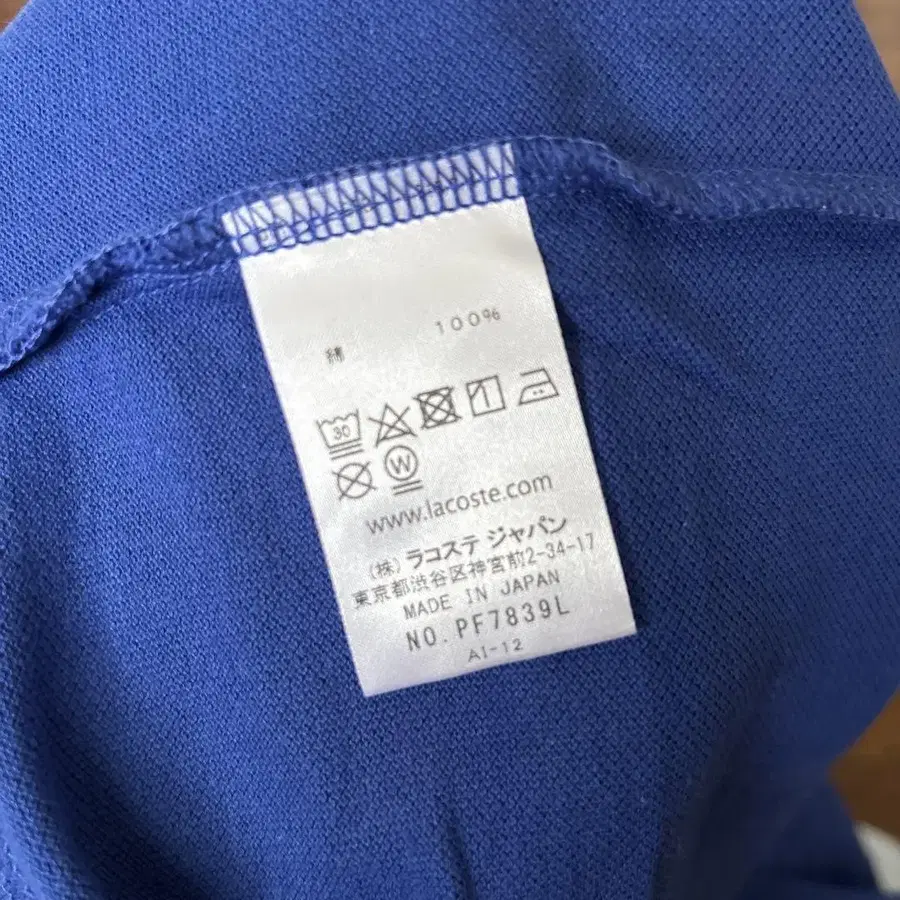 綿 100%
30
W
www.lacoste.com
(株) ラコステ ジャパン
東京都渋谷区神宮前2-34-17
MADE IN JAPAN
NO. PF7839L
AI-12